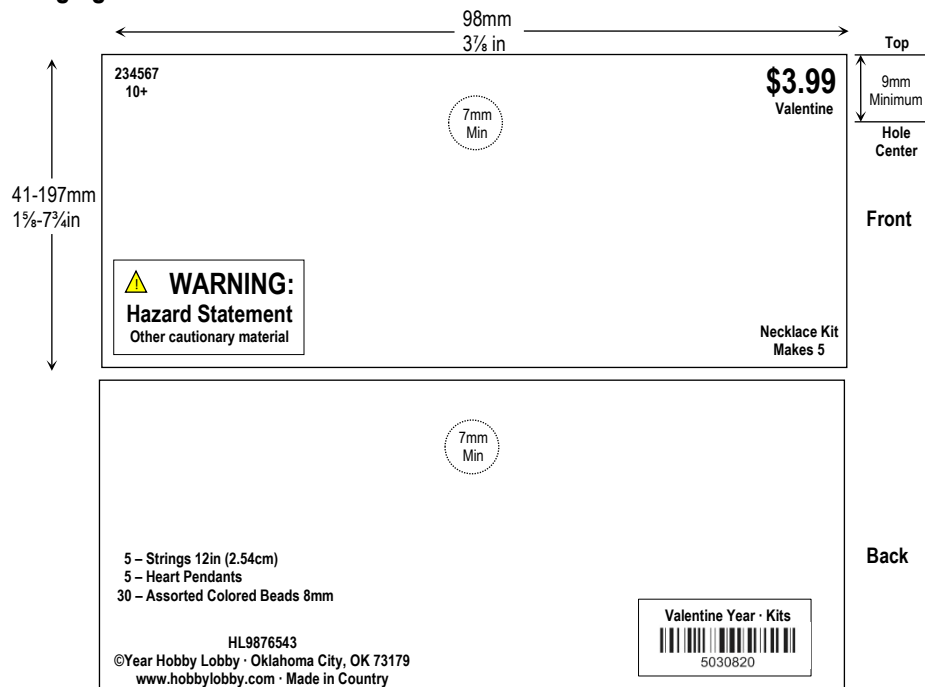 98mm
3⅞ in
Top
9mm
Minimum
Hole
Center
234567
10+
7mm
Min
$3.99
Valentine
41-197mm
1⅝-7¾in
Front
WARNING:
Hazard Statement
Other cautionary material
Necklace Kit
Makes 5
7mm
Min
Back
5 – Strings 12in (2.54cm)
5 – Heart Pendants
30 – Assorted Colored Beads 8mm
HL9876543
©Year Hobby Lobby · Oklahoma City, OK 73179
www.hobbylobby.com · Made in Country
Valentine Year · Kits
5030820